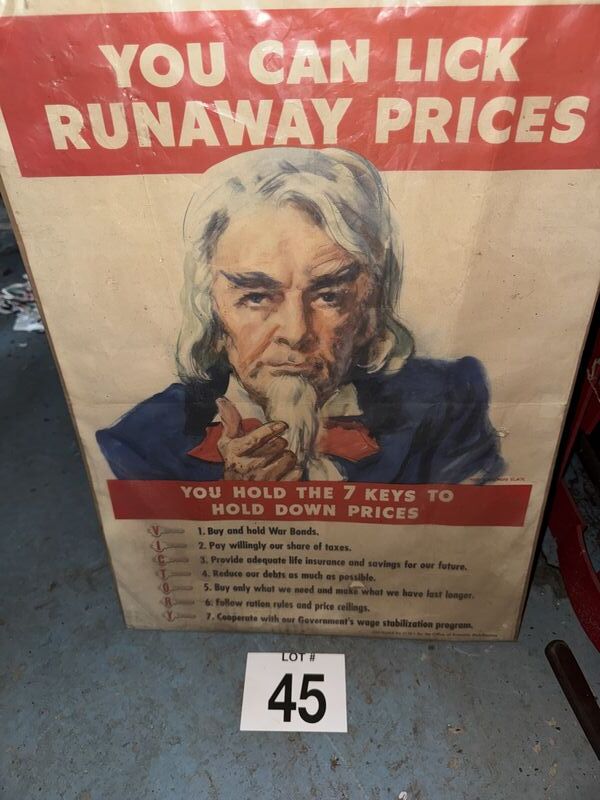 YOU CAN LICK
RUNAWAY PRICES
YOU HOLD THE 7 KEYS TO
HOLD DOWN PRICES
V 1. Buy and hold War Bonds.
I 2. Pay willingly our share of taxes.
C 3. Provide adequate life insurance and savings for our future.
T 4. Reduce our debts as much as possible.
O 5. Buy only what we need and make what we have last longer.
R 6. Follow ration rules and price ceilings.
Y 7. Cooperate with our Government's wage stabilization program.
LOT #
45